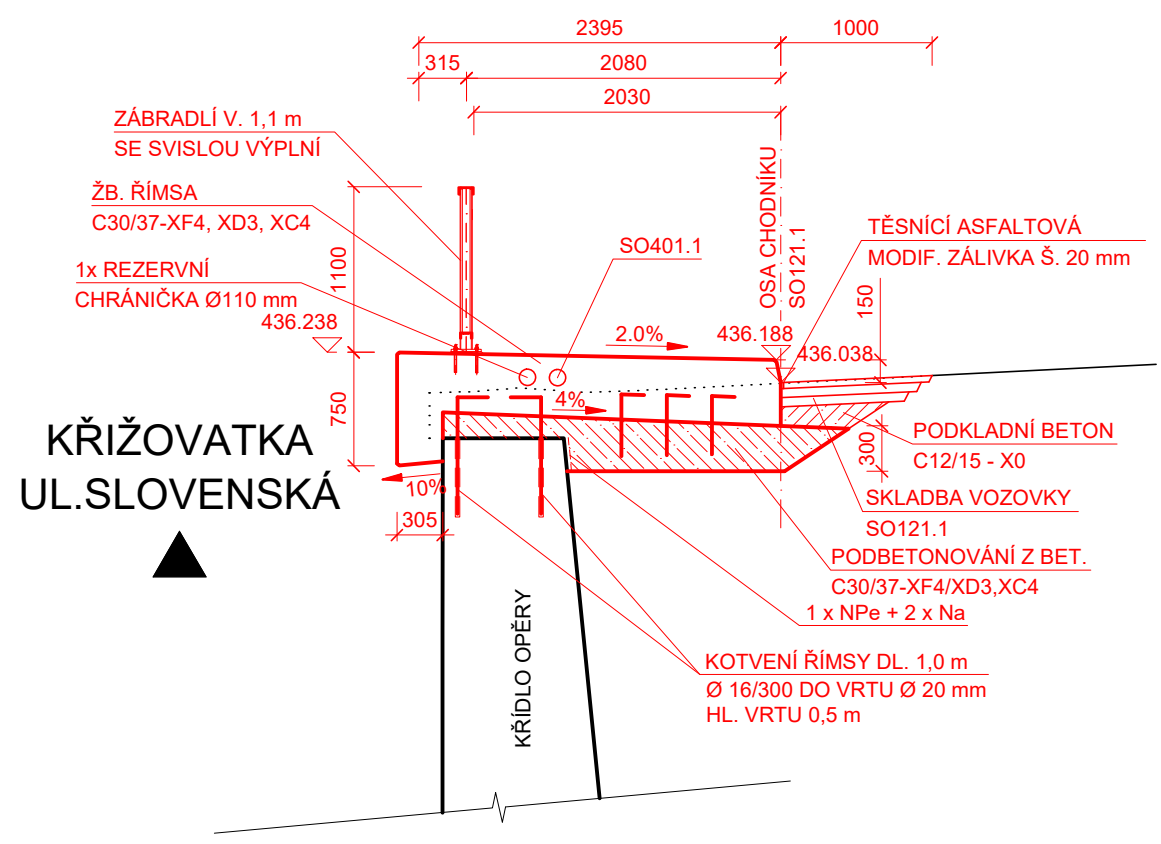 2395
1000
315
2080
2030
ZÁBRADLÍ V. 1,1 m
SE SVISLOU VÝPLNÍ
ŽB. ŘÍMSA
C30/37-XF4, XD3, XC4
1x REZERVNÍ
CHRÁNIČKA Ø110 mm
436.238
1100
750
SO401.1
OSA CHODNÍKU
SO121.1
TĚSNÍCÍ ASFALTOVÁ
MODIF. ZÁLIVKA Š. 20 mm
150
2.0%
436.188
436.038
4%
300
PODKLADNÍ BETON
C12/15 - X0
SKLADBA VOZOVKY
SO121.1
PODBETONOVÁNÍ Z BET.
C30/37-XF4/XD3,XC4
1 x NPe + 2 x Na
KOTVENÍ ŘÍMSY DL. 1,0 m
Ø 16/300 DO VRTU Ø 20 mm
HL. VRTU 0,5 m
10%
305
KŘIŽOVATKA
UL.SLOVENSKÁ
KŘÍDLO OPĚRY